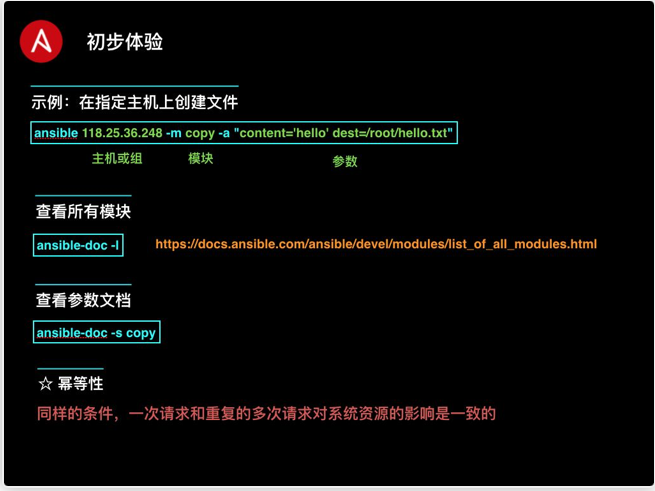 初步体验
示例：在指定主机上创建文件
ansible 118.25.36.248 -m copy -a "content='hello' dest=/root/hello.txt"
主机或组 模块 参数
查看所有模块
ansible-doc -l https://docs.ansible.com/ansible/devel/modules/list_of_all_modules.html
查看参数文档
ansible-doc -s copy
☆ 幂等性
同样的条件，一次请求和重复的多次请求对系统资源的影响是一致的